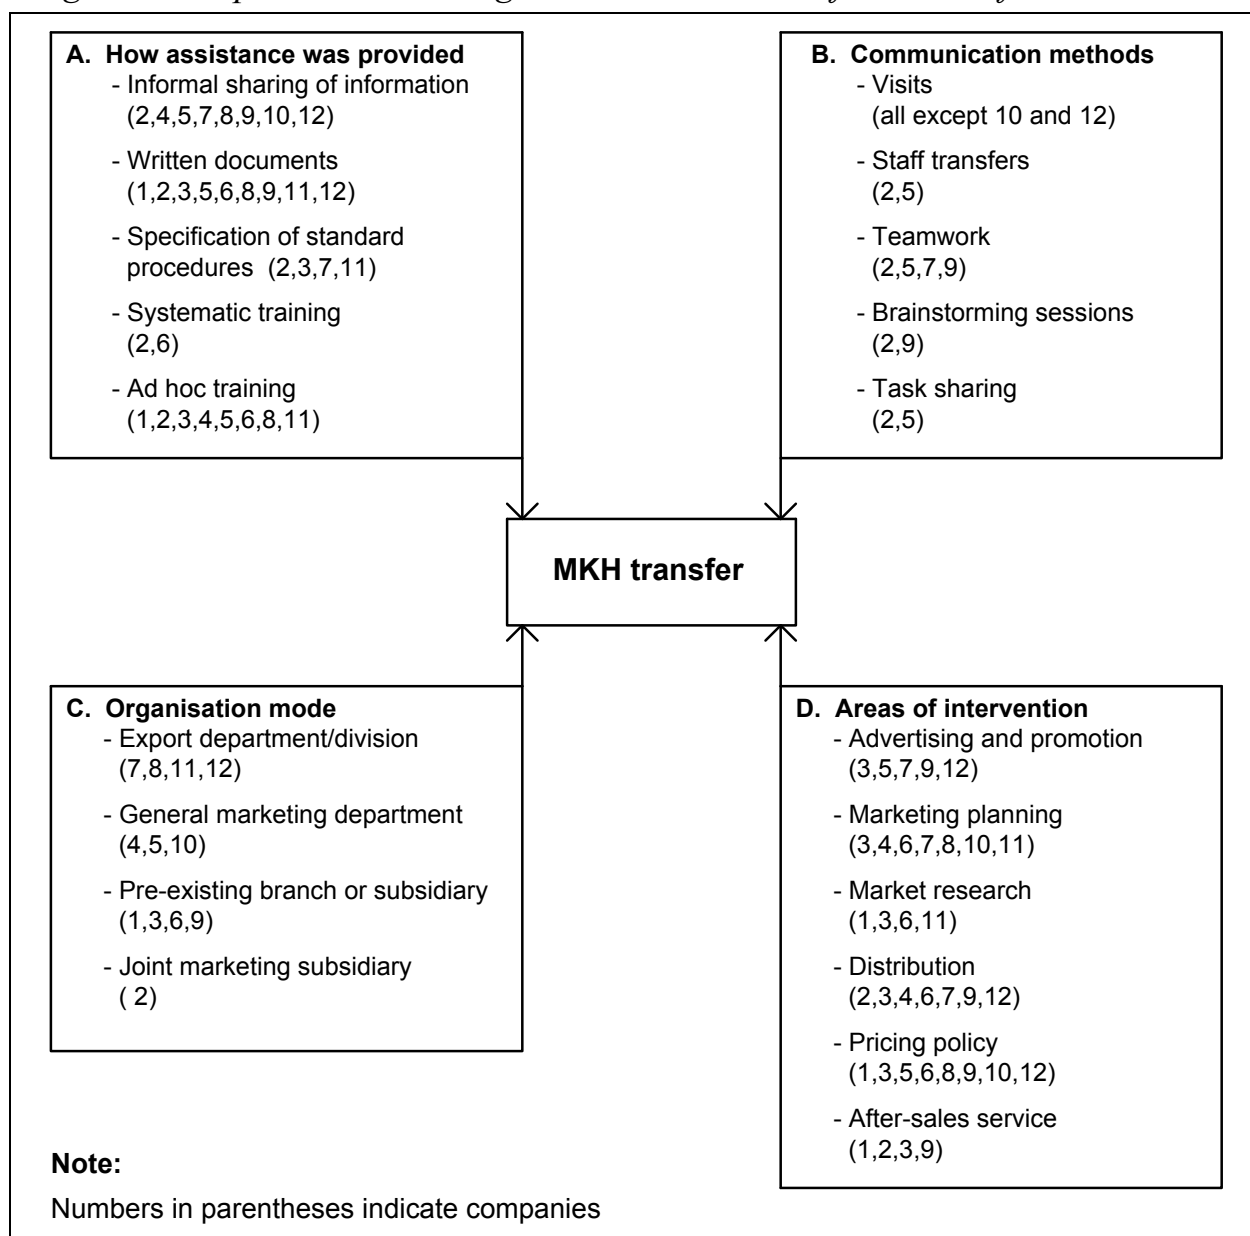 A. How assistance was provided
- Informal sharing of information
(2,4,5,7,8,9,10,12)
- Written documents
(1,2,3,5,6,8,9,11,12)
- Specification of standard
procedures (2,3,7,11)
- Systematic training
(2,6)
- Ad hoc training
(1,2,3,4,5,6,8,11)
B. Communication methods
- Visits
(all except 10 and 12)
- Staff transfers
(2,5)
- Teamwork
(2,5,7,9)
- Brainstorming sessions
(2,9)
- Task sharing
(2,5)
MKH transfer
C. Organisation mode
- Export department/division
(7,8,11,12)
- General marketing department
(4,5,10)
- Pre-existing branch or subsidiary
(1,3,6,9)
- Joint marketing subsidiary
( 2)
D. Areas of intervention
- Advertising and promotion
(3,5,7,9,12)
- Marketing planning
(3,4,6,7,8,10,11)
- Market research
(1,3,6,11)
- Distribution
(2,3,4,6,7,9,12)
- Pricing policy
(1,3,5,6,8,9,10,12)
- After-sales service
(1,2,3,9)
Note:
Numbers in parentheses indicate companies